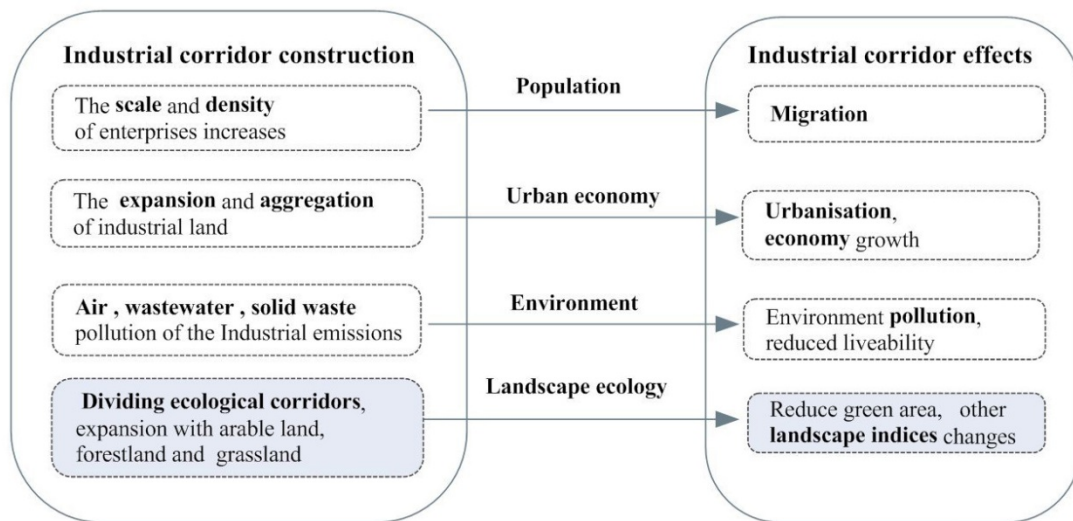 Industrial corridor construction
The scale and density
of enterprises increases
The expansion and aggregation
of industrial land
Air , wastewater , solid waste
pollution of the Industrial emissions
Dividing ecological corridors,
expansion with arable land,
forestland and grassland
Population
Urban economy
Environment
Landscape ecology
Industrial corridor effects
Migration
Urbanisation,
economy growth
Environment pollution,
reduced liveability
Reduce green area, other
landscape indices changes